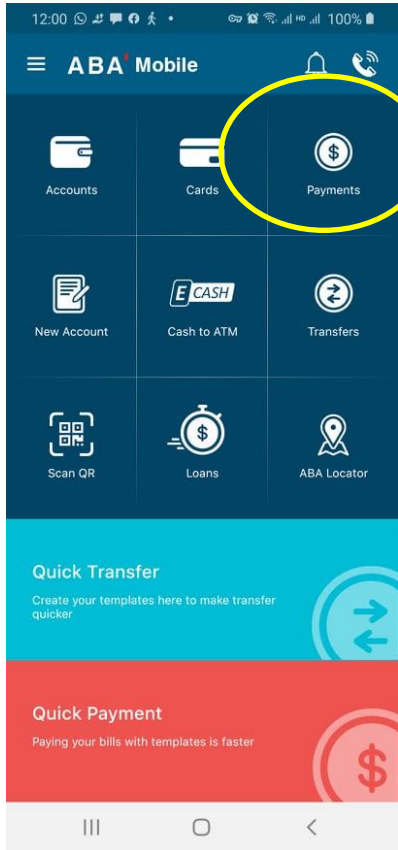 12:00 100%
ABA' Mobile
Accounts Cards Payments
E CASH
New Account Cash to ATM Transfers
Scan QR Loans ABA Locator
Quick Transfer
Create your templates here to make transfer
quicker
Quick Payment
Paying your bills with templates is faster